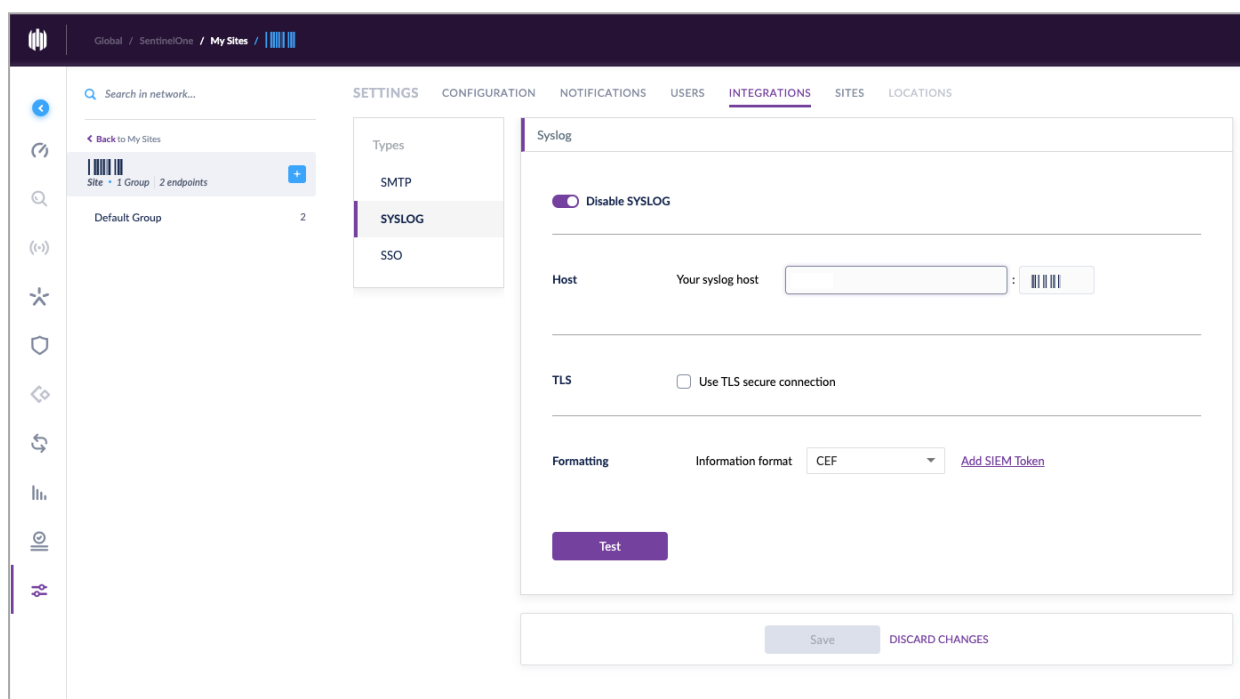 Global / SentinelOne / My Sites /
Search in network...
Back to My Sites
Site • 1 Group | 2 endpoints
+
Default Group 2
SETTINGS CONFIGURATION NOTIFICATIONS USERS INTEGRATIONS SITES LOCATIONS
Types
SMTP
SYSLOG
SSO
Syslog
Disable SYSLOG
Host Your syslog host :
TLS Use TLS secure connection
Formatting Information format CEF Add SIEM Token
Test
Save DISCARD CHANGES